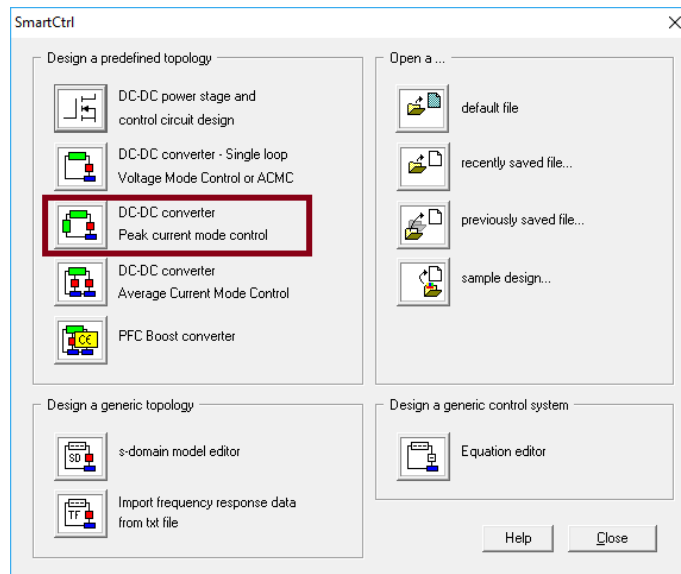 SmartCtrl
Design a predefined topology
DC-DC power stage and
control circuit design
DC-DC converter - Single loop
Voltage Mode Control or ACMC
DC-DC converter
Peak current mode control
DC-DC converter
Average Current Mode Control
C€
PFC Boost converter
Open a ...
default file
recently saved file...
previously saved file...
sample design...
Design a generic topology
SD
s-domain model editor
TF
Import frequency response data
from txt file
Design a generic control system
Equation editor
Help
Close